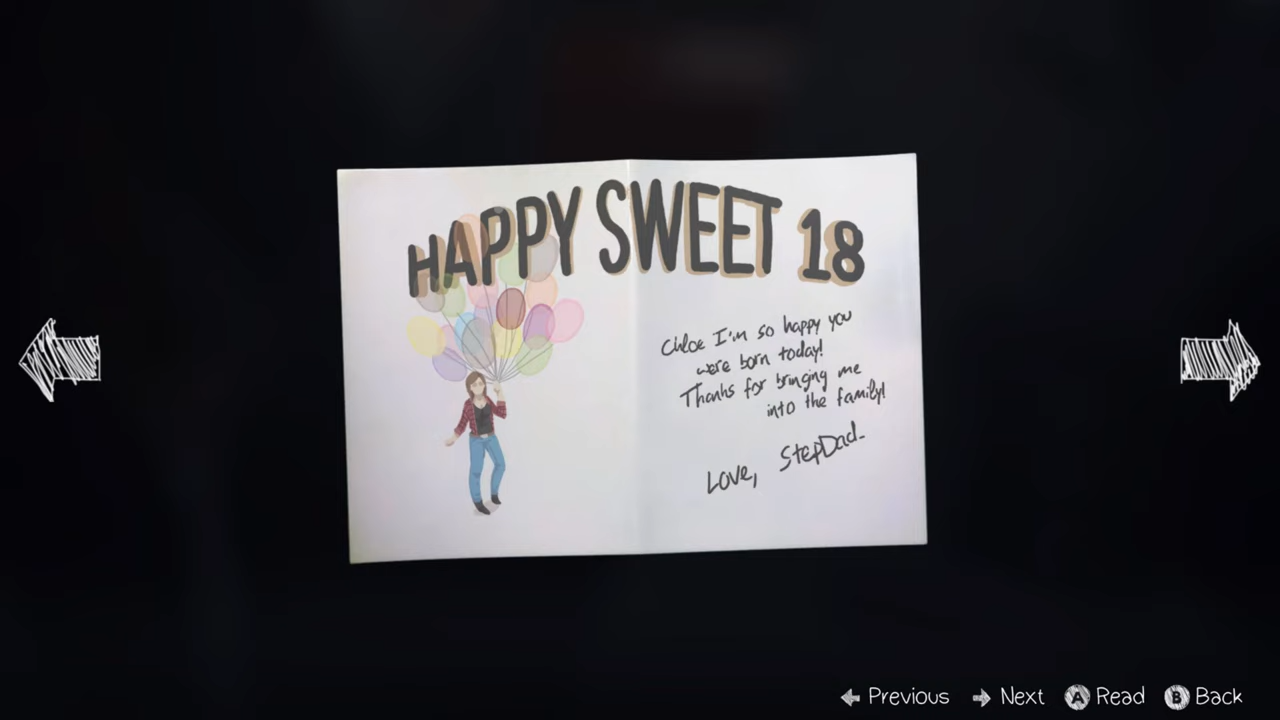 HAPPY SWEET 18
Chloe I'm so happy you
were born today!
Thanks for bringing me
into the family!
Love, StepDad
Previous Next A Read B Back